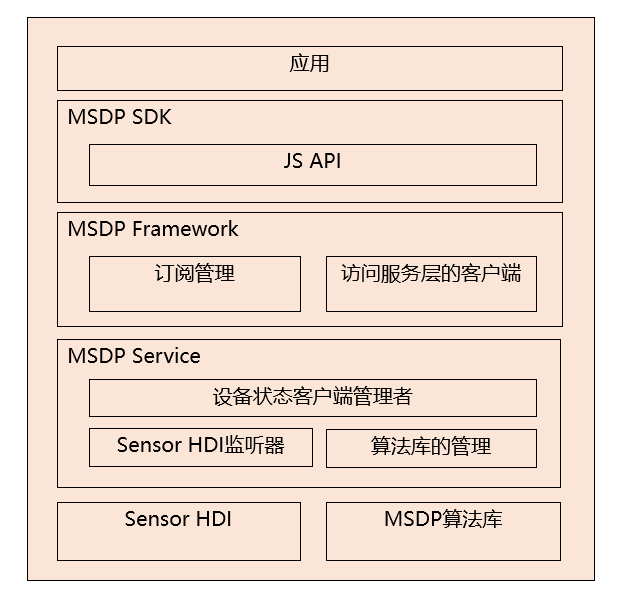 应用
MSDP SDK
JS API
MSDP Framework
订阅管理
访问服务层的客户端
MSDP Service
设备状态客户端管理者
Sensor HDI监听器
算法库的管理
Sensor HDI
MSDP算法库